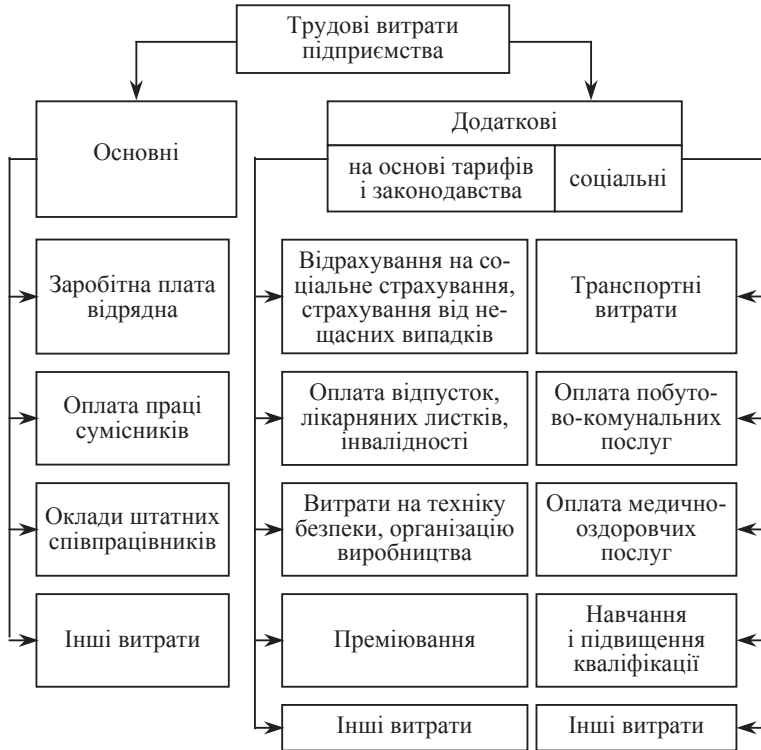 Трудові витрати
підприємства
Основні
Додаткові
на основі тарифів
і законодавства
соціальні
Заробітна плата
відрядна
Відрахування на со-
ціальне страхування,
страхування від не-
щасних випадків
Транспортні
витрати
Оплата праці
сумісників
Оплата відпусток,
лікарняних листків,
інвалідності
Оплата побуто-
во-комунальних
послуг
Оклади штатних
співпрацівників
Витрати на техніку
безпеки, організацію
виробництва
Оплата медично-
оздоровчих
послуг
Інші витрати
Преміювання
Навчання
і підвищення
кваліфікації
Інші витрати
Інші витрати